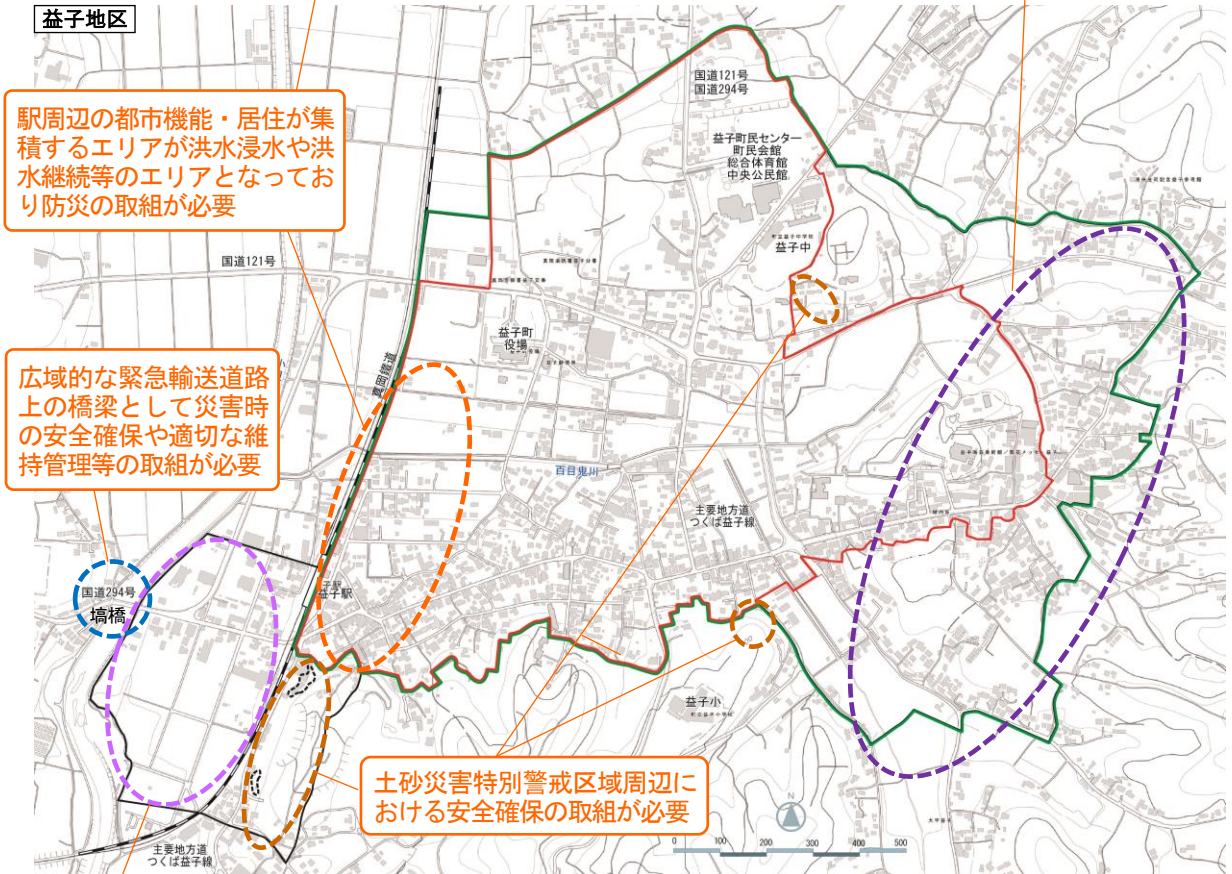 益子地区
国道121号
国道294号
駅周辺の都市機能・居住が集
積するエリアが洪水浸水や洪
水継続等のエリアとなってお
り防災の取組が必要
益子町民センター
町民会館
総合体育館
中央公民館
益子中
国道121号
益子町
役場
真岡鐵道
広域的な緊急輸送道路
上の橋梁として災害時
の安全確保や適切な維
持管理等の取組が必要
百目鬼川
主要地方道
つくば益子線
国道294号
塙橋
益子駅
益子小
土砂災害特別警戒区域周辺に
おける安全確保の取組が必要
主要地方道
つくば益子線
N
0 100 200 300 400 500